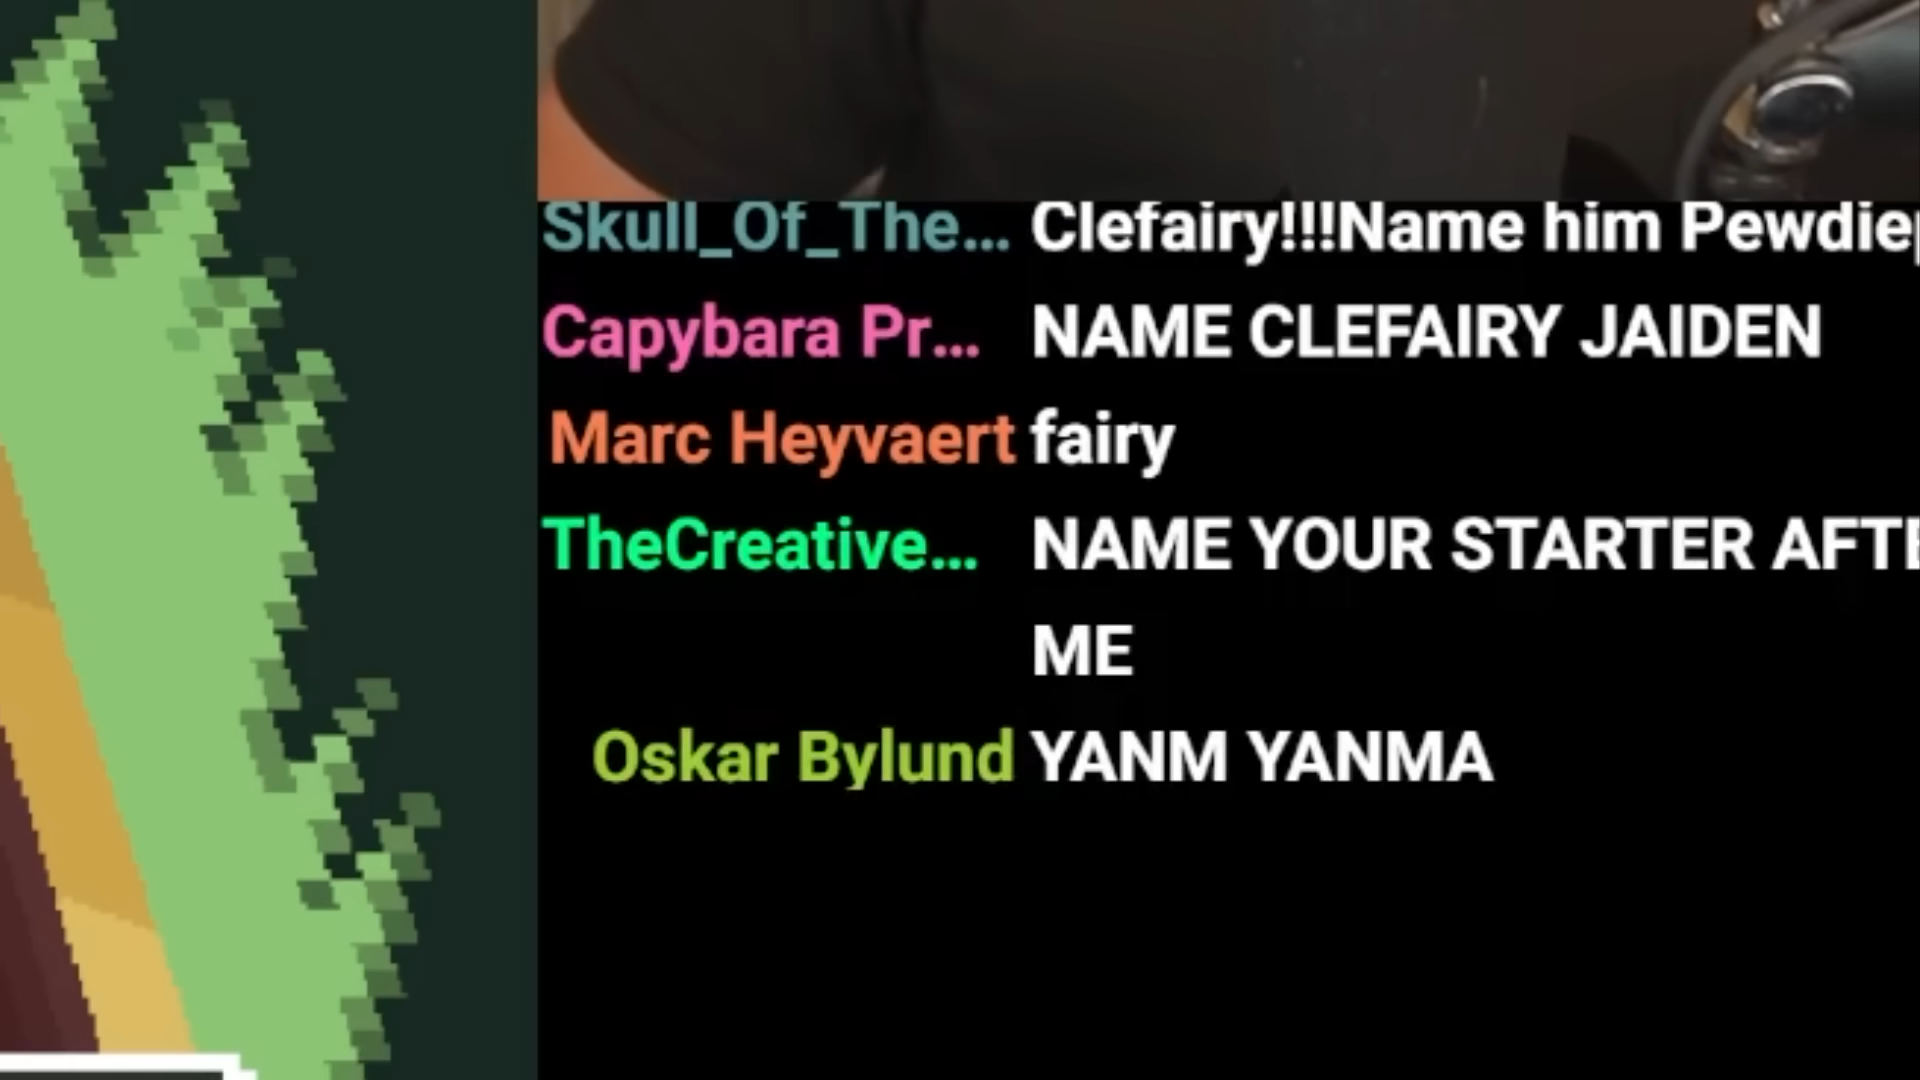 Skull_Of_The... Clefairy!!!Name him Pewdie
Capybara Pr... NAME CLEFAIRY JAIDEN
Marc Heyvaert fairy
TheCreative... NAME YOUR STARTER AFTE
ME
Oskar Bylund YANM YANMA